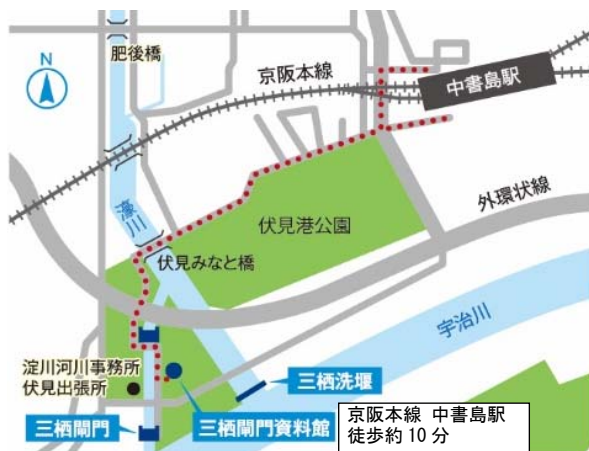 N
肥後橋
京阪本線
中書島駅
濠川
外環状線
伏見港公園
伏見みなと橋
宇治川
淀川河川事務所
伏見出張所
三栖洗堰
三栖閘門
三栖閘門資料館
京阪本線 中書島駅
徒歩約10分